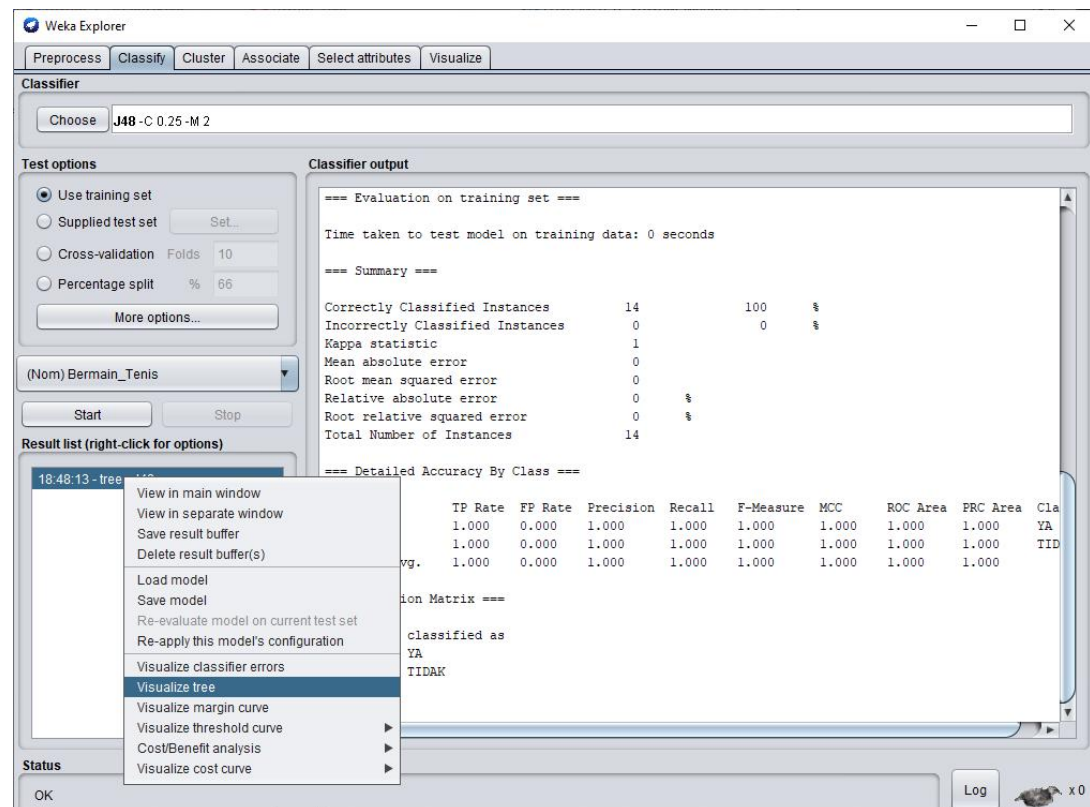 Weka Explorer
Preprocess Classify Cluster Associate Select attributes Visualize
Classifier
Choose J48 -C 0.25 -M 2
Test options
Use training set
Supplied test set Set...
Cross-validation Folds 10
Percentage split % 66
More options...
(Nom) Bermain_Tenis
Start Stop
Result list (right-click for options)
18:48:13 - tree
View in main window
View in separate window
Save result buffer
Delete result buffer(s)
Load model
Save model
Re-evaluate model on current test set
Re-apply this model's configuration
Visualize classifier errors
Visualize tree
Visualize margin curve
Visualize threshold curve
Cost/Benefit analysis
Visualize cost curve
Classifier output
=== Evaluation on training set ===
Time taken to test model on training data: 0 seconds
=== Summary ===
Correctly Classified Instances 14 100 %
Incorrectly Classified Instances 0 0 %
Kappa statistic 1
Mean absolute error 0
Root mean squared error 0
Relative absolute error 0 %
Root relative squared error 0 %
Total Number of Instances 14
=== Detailed Accuracy By Class ===
TP Rate FP Rate Precision Recall F-Measure MCC ROC Area PRC Area Cla
1.000 0.000 1.000 1.000 1.000 1.000 1.000 1.000 YA
1.000 0.000 1.000 1.000 1.000 1.000 1.000 1.000 TID
vg. 1.000 0.000 1.000 1.000 1.000 1.000 1.000 1.000
ion Matrix ===
classified as
YA
TIDAK
Status
OK
Log x 0